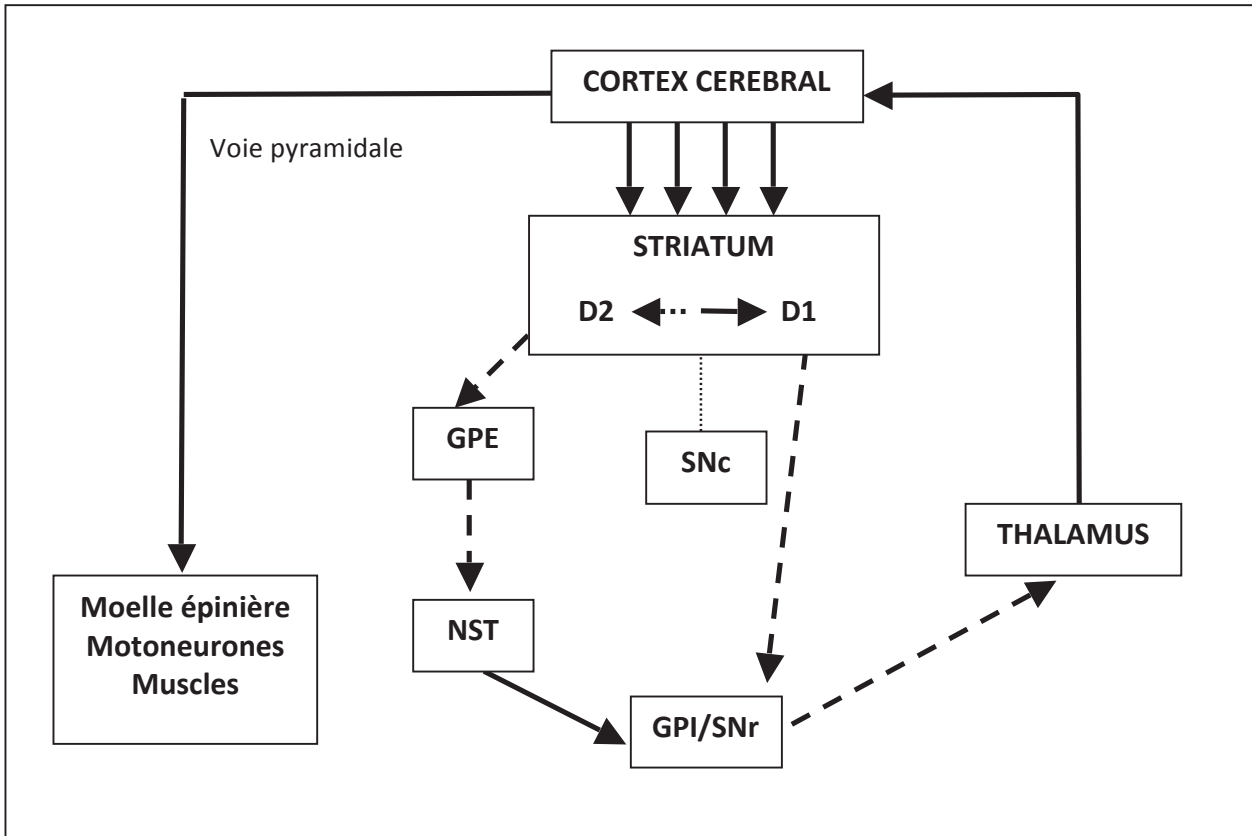 CORTEX CEREBRAL
Voie pyramidale
STRIATUM
D2 D1
GPE
SNc
THALAMUS
Moelle épinière
Motoneurones
Muscles
NST
GPI/SNr